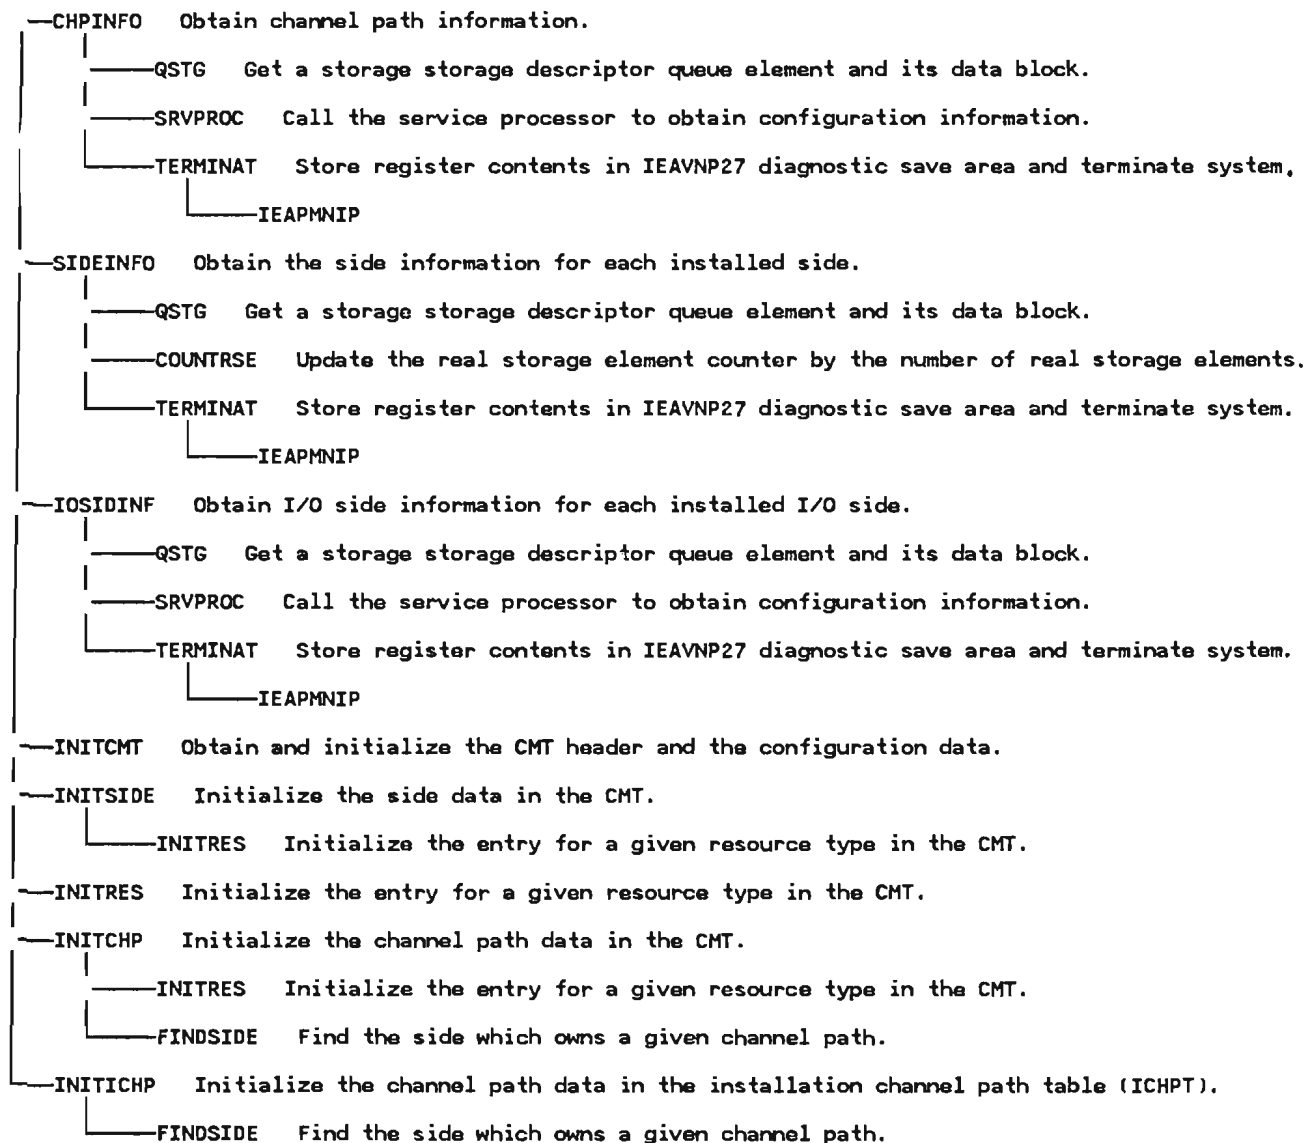 CHPINFO Obtain channel path information.
QSTG Get a storage storage descriptor queue element and its data block.
SRVPROC Call the service processor to obtain configuration information.
TERMINAT Store register contents in IEAVNP27 diagnostic save area and terminate system.
IEAPMNIP
SIDEINFO Obtain the side information for each installed side.
QSTG Get a storage storage descriptor queue element and its data block.
COUNTRSE Update the real storage element counter by the number of real storage elements.
TERMINAT Store register contents in IEAVNP27 diagnostic save area and terminate system.
IEAPMNIP
IOSIDINF Obtain I/O side information for each installed I/O side.
QSTG Get a storage storage descriptor queue element and its data block.
SRVPROC Call the service processor to obtain configuration information.
TERMINAT Store register contents in IEAVNP27 diagnostic save area and terminate system.
IEAPMNIP
INITCMT Obtain and initialize the CMT header and the configuration data.
INITSIDE Initialize the side data in the CMT.
INITRES Initialize the entry for a given resource type in the CMT.
INITRES Initialize the entry for a given resource type in the CMT.
INITCHP Initialize the channel path data in the CMT.
INITRES Initialize the entry for a given resource type in the CMT.
FINDSIDE Find the side which owns a given channel path.
INITICHP Initialize the channel path data in the installation channel path table (ICHPT).
FINDSIDE Find the side which owns a given channel path.